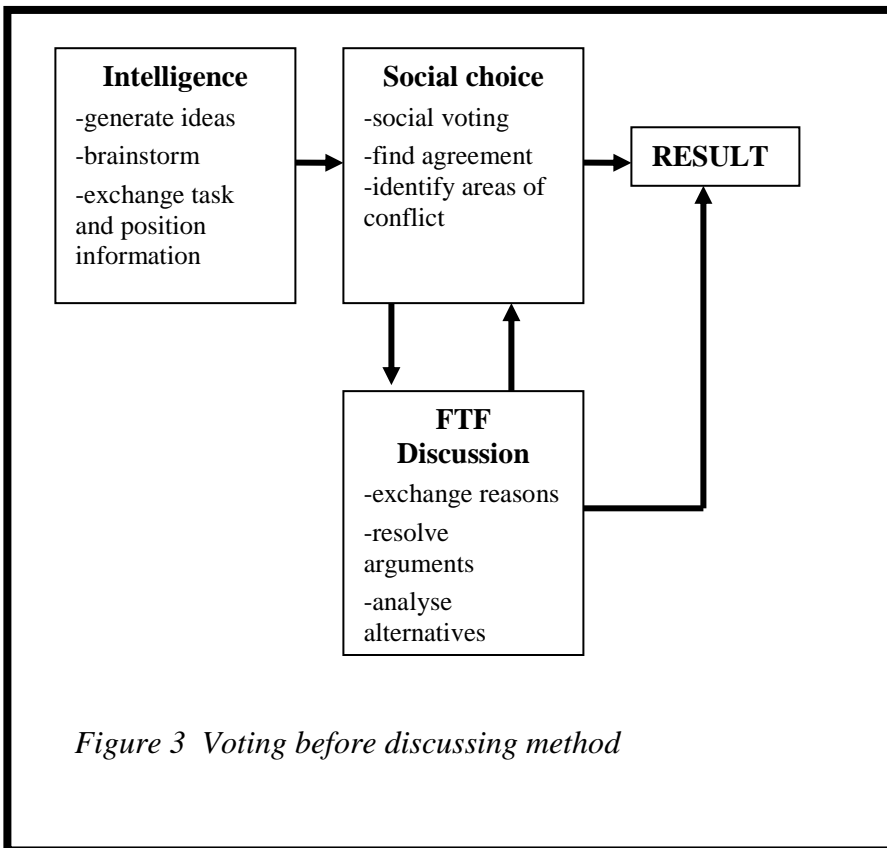 Intelligence
-generate ideas
-brainstorm
-exchange task
and position
information
Social choice
-social voting
-find agreement
-identify areas of
conflict
RESULT
FTF
Discussion
-exchange reasons
-resolve
arguments
-analyse
alternatives
Figure 3 Voting before discussing method